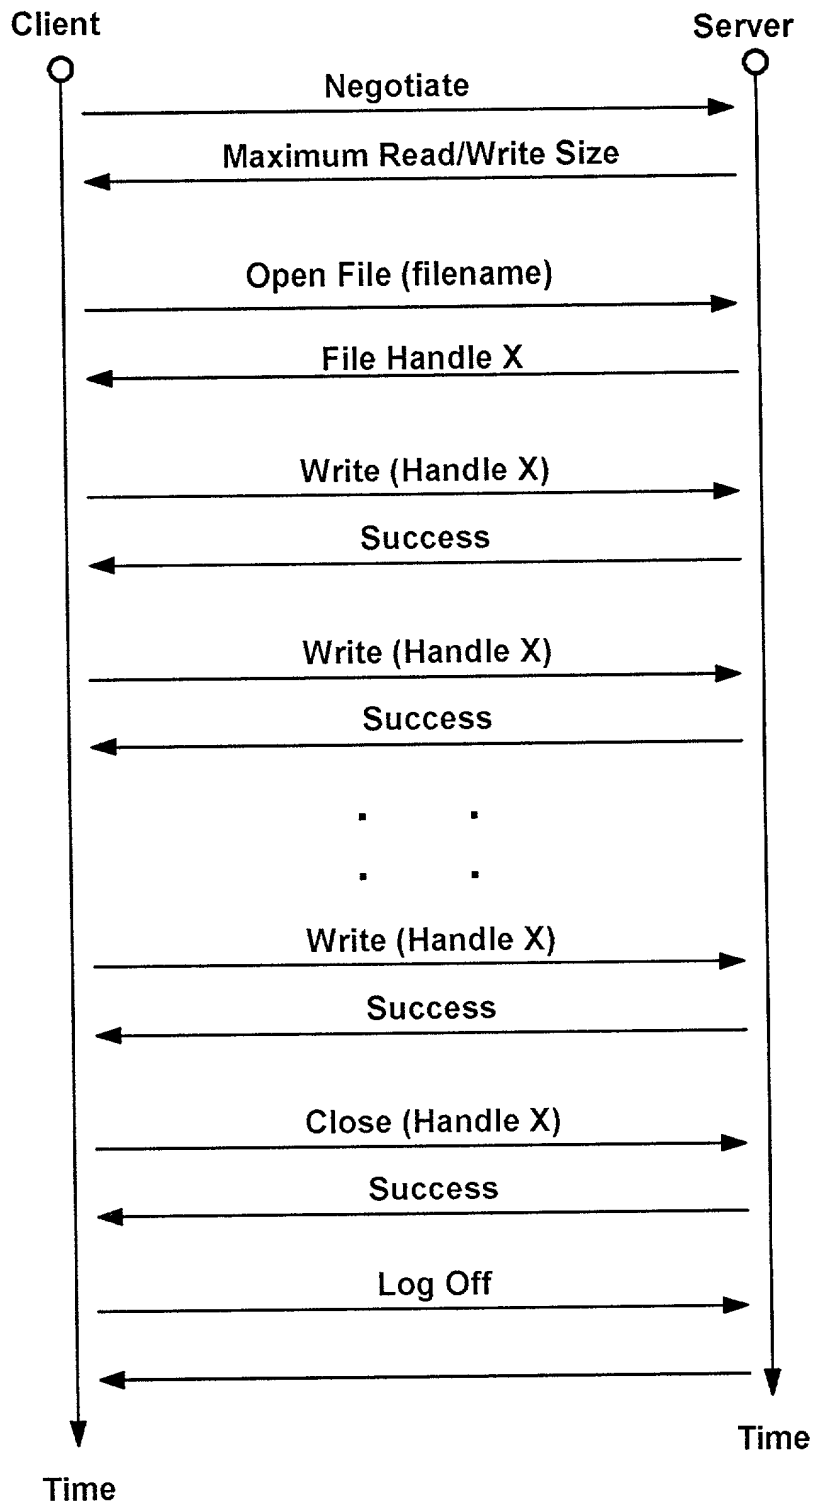 Client
Server
Negotiate
Maximum Read/Write Size
Open File (filename)
File Handle X
Write (Handle X)
Success
Write (Handle X)
Success
. .
. .
Write (Handle X)
Success
Close (Handle X)
Success
Log Off
Time
Time